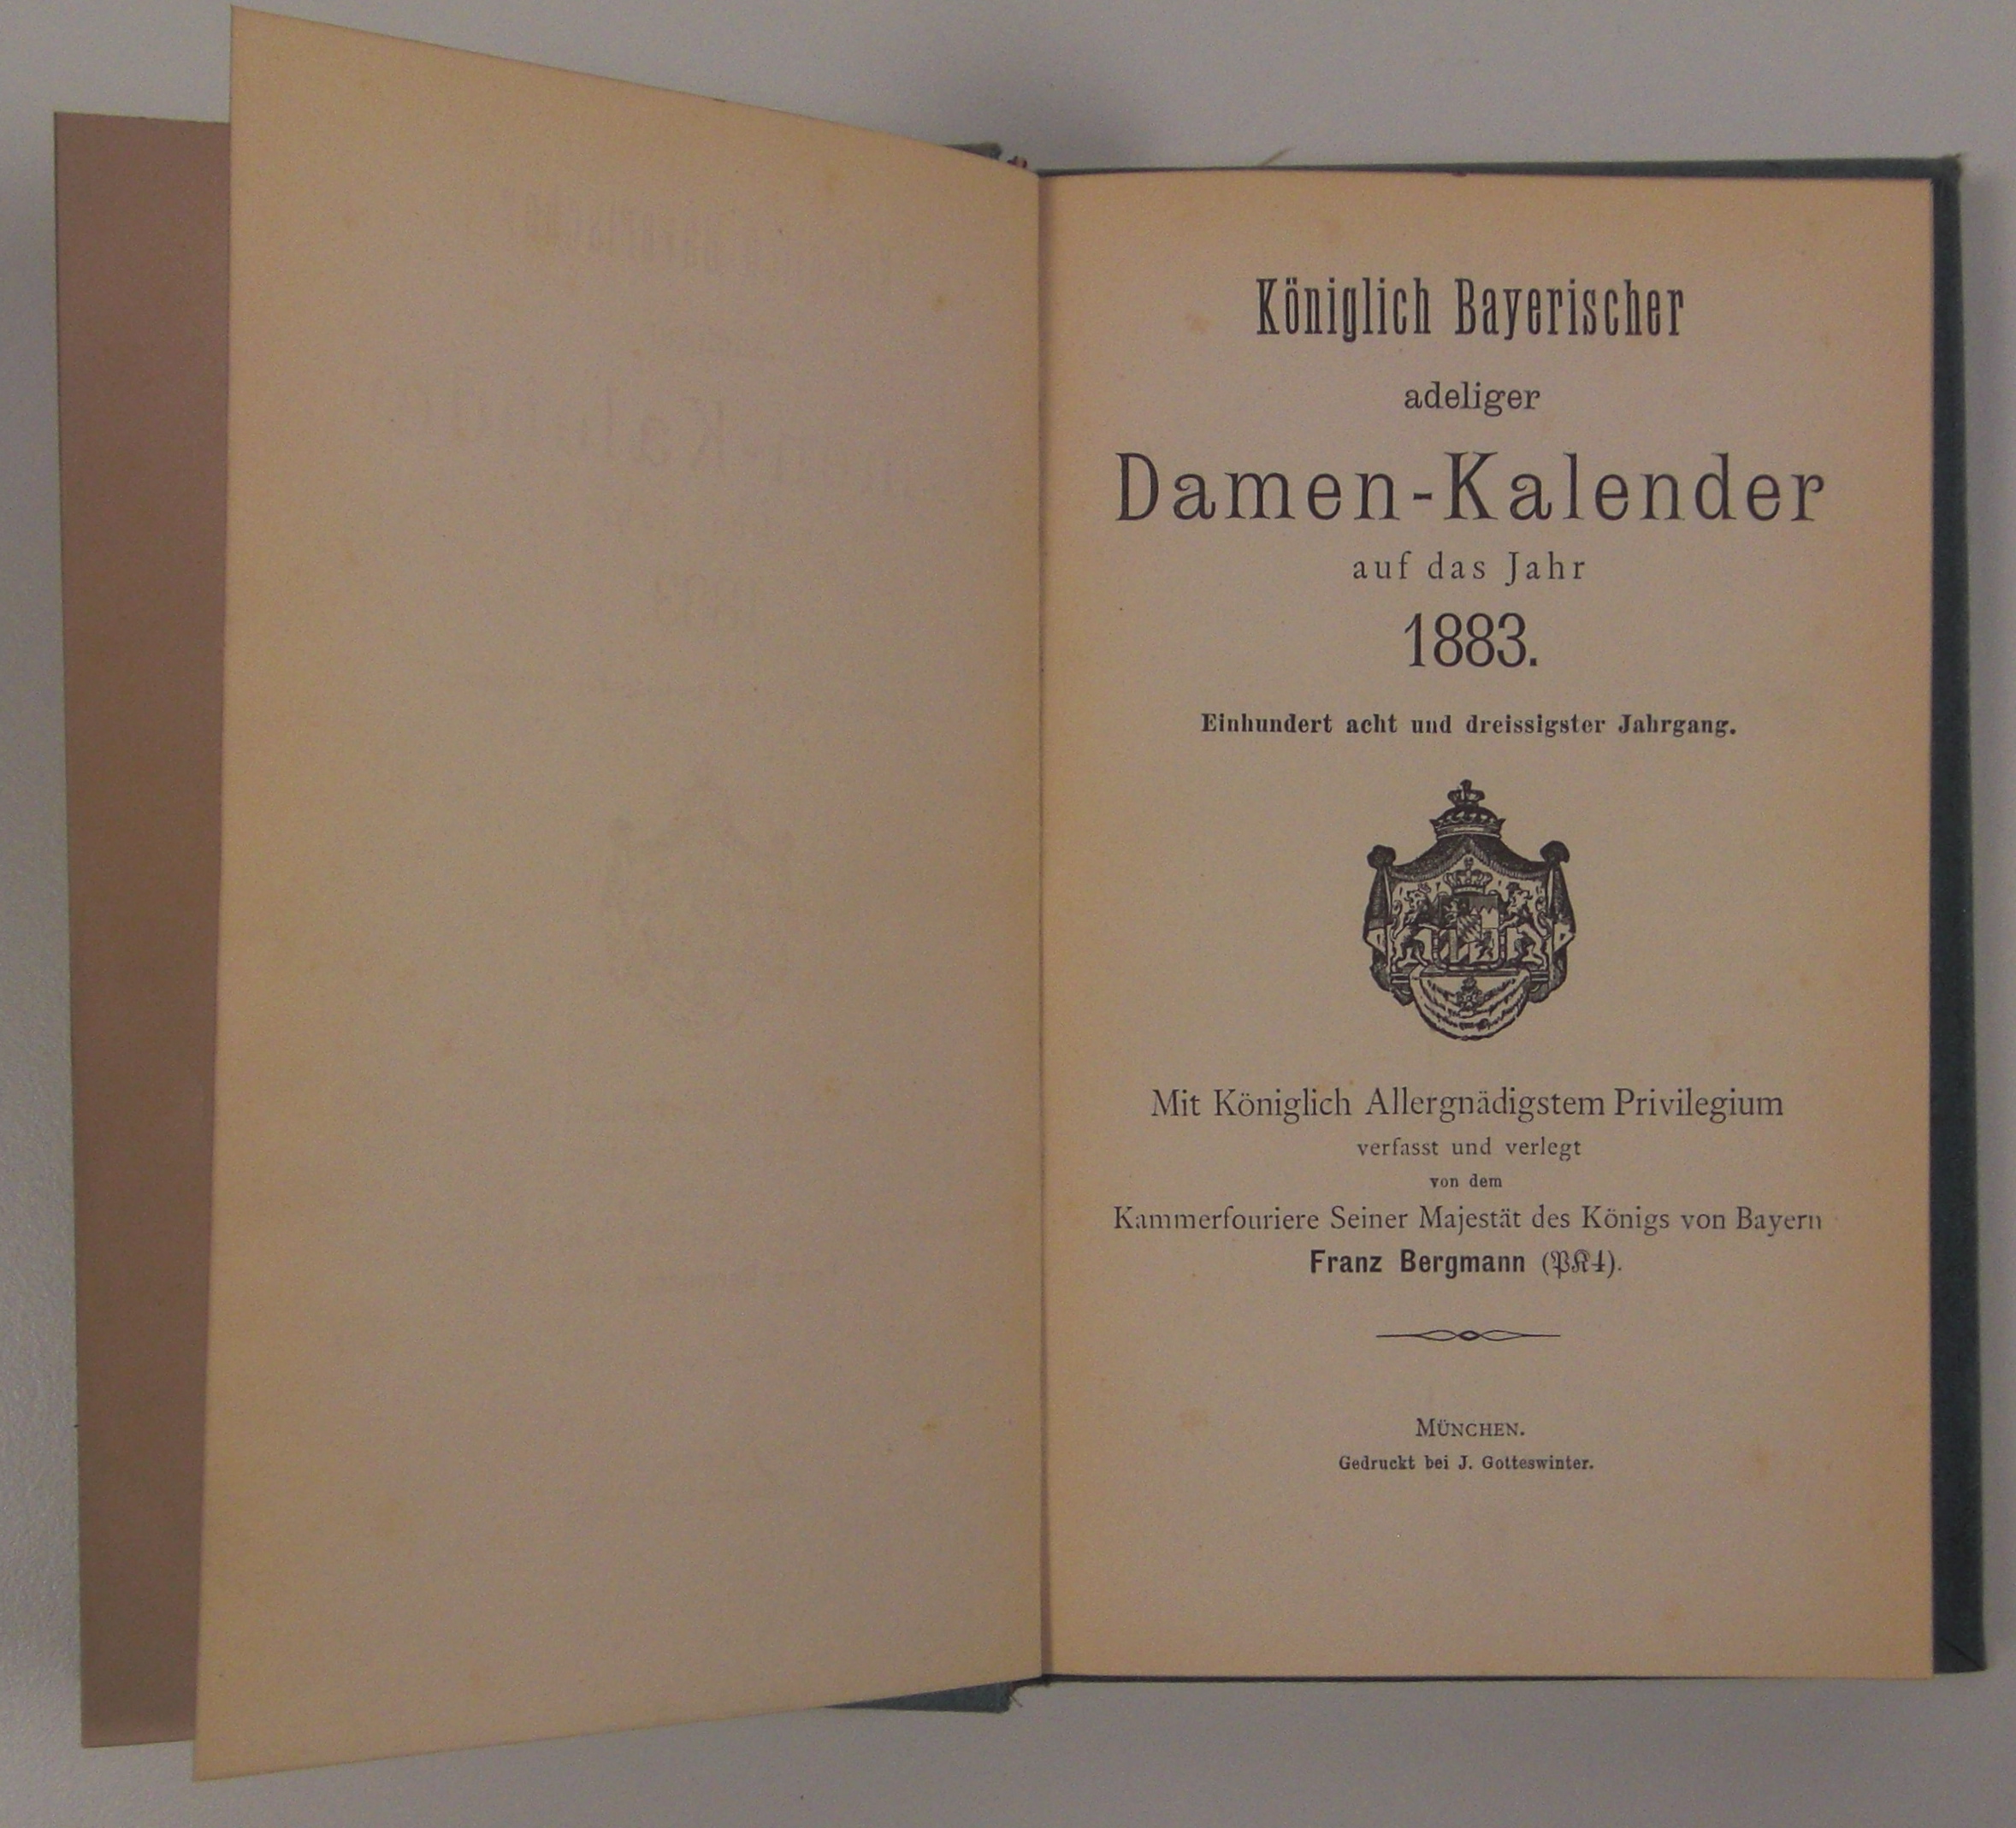 Königlich Bayerischer
adeliger
Damen-Kalender
auf das Jahr
1883.
Einhundert acht und dreissigster Jahrgang.
Mit Königlich Allergnädigstem Privilegium
verfasst und verlegt
von dem
Kammerfouriere Seiner Majestät des Königs von Bayern
Franz Bergmann (PK4).
MÜNCHEN.
Gedruckt bei J. Gotteswinter.